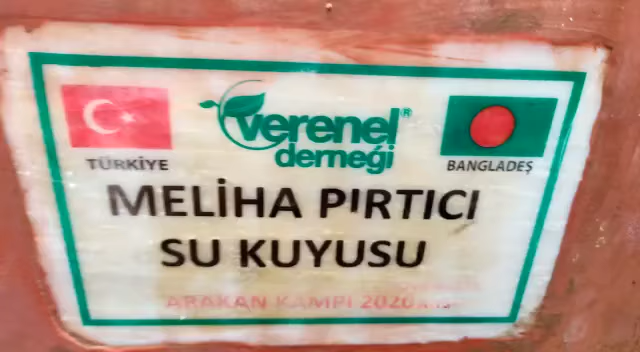 verenel®
derneği
TÜRKİYE
BANGLADEŞ
MELİHA PIRTICI
SU KUYUSU
ARAKAN KAMPI 2020